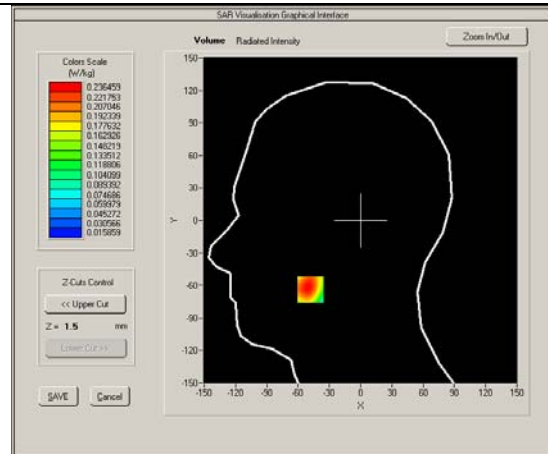 SAR Visualisation Graphical Interface
Volume Radiated Intensity
Zoom In/Out
Colors Scale
(W/kg)
0.236459
0.221753
0.207046
0.192339
0.177632
0.162926
0.148219
0.133512
0.118806
0.104099
0.089392
0.074686
0.059979
0.045272
0.030566
0.015859
Z-Cuts Control
<< Upper Cut
Z = 1.5 mm
Lower Cut >>
SAVE
Cancel
150
120
90
60
30
0
-30
-60
-90
-120
-150
Y
-150 -120 -90 -60 -30 0 30 60 90 120 150
X